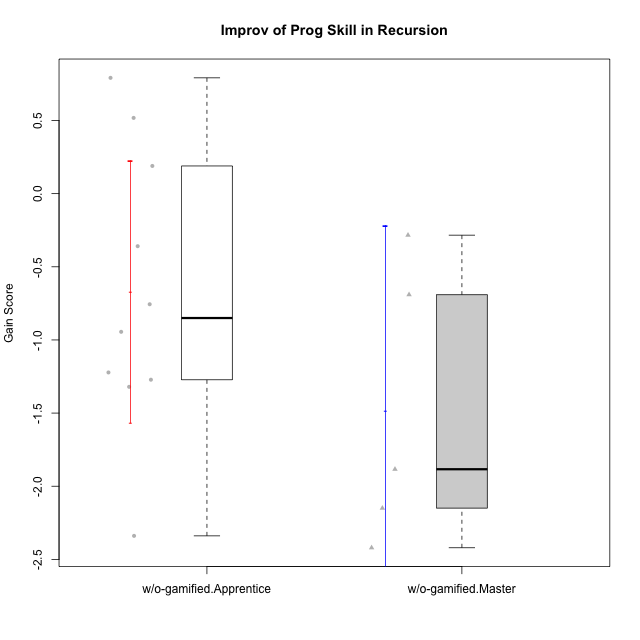 Improv of Prog Skill in Recursion
Gain Score
0.5
0.0
-0.5
-1.0
-1.5
-2.0
-2.5
w/o-gamified.Apprentice
w/o-gamified.Master